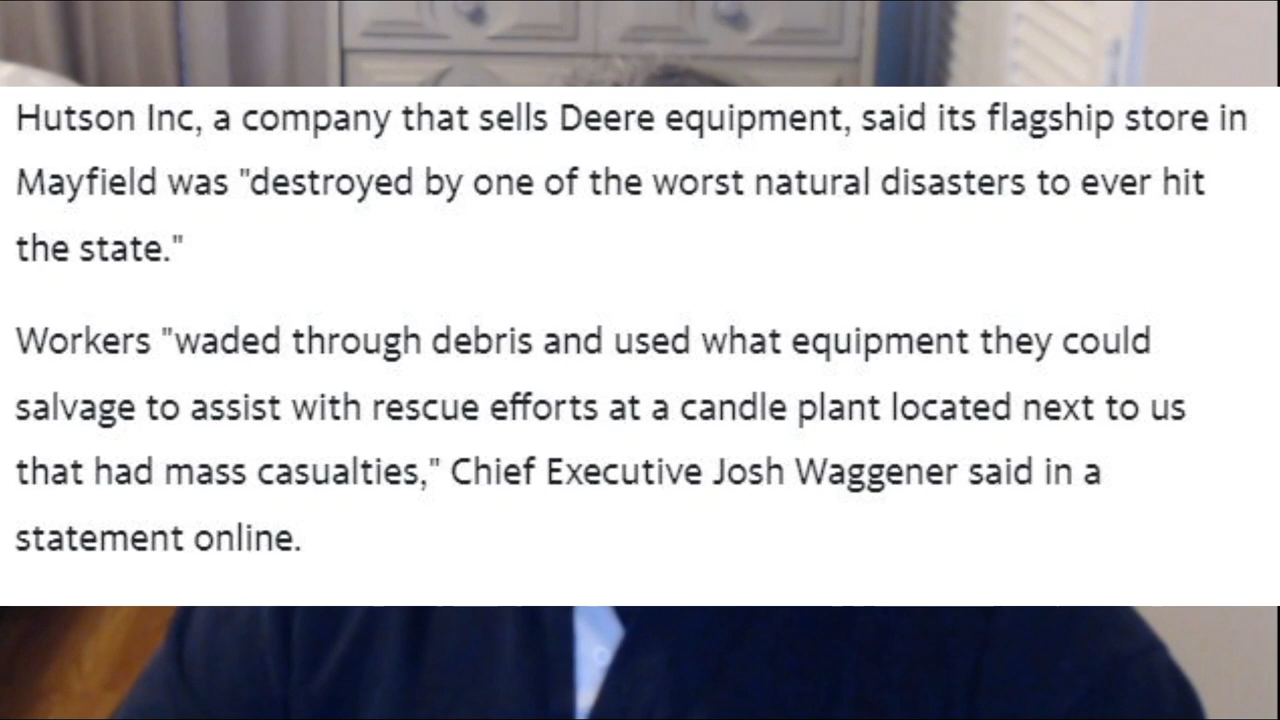 Hutson Inc, a company that sells Deere equipment, said its flagship store in
Mayfield was "destroyed by one of the worst natural disasters to ever hit
the state."
Workers "waded through debris and used what equipment they could
salvage to assist with rescue efforts at a candle plant located next to us
that had mass casualties," Chief Executive Josh Waggener said in a
statement online.